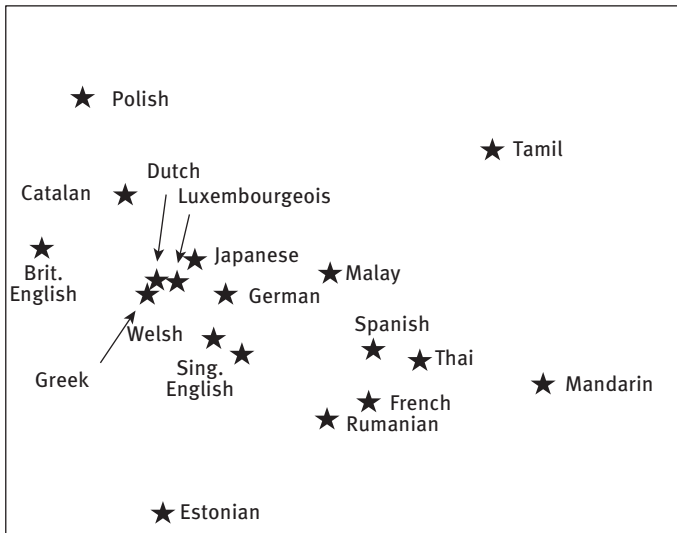 Polish
Tamil
Dutch
Catalan
Luxembourgeois
Brit.
English
Japanese
Malay
German
Welsh
Spanish
Thai
Sing.
English
Greek
Mandarin
French
Rumanian
Estonian